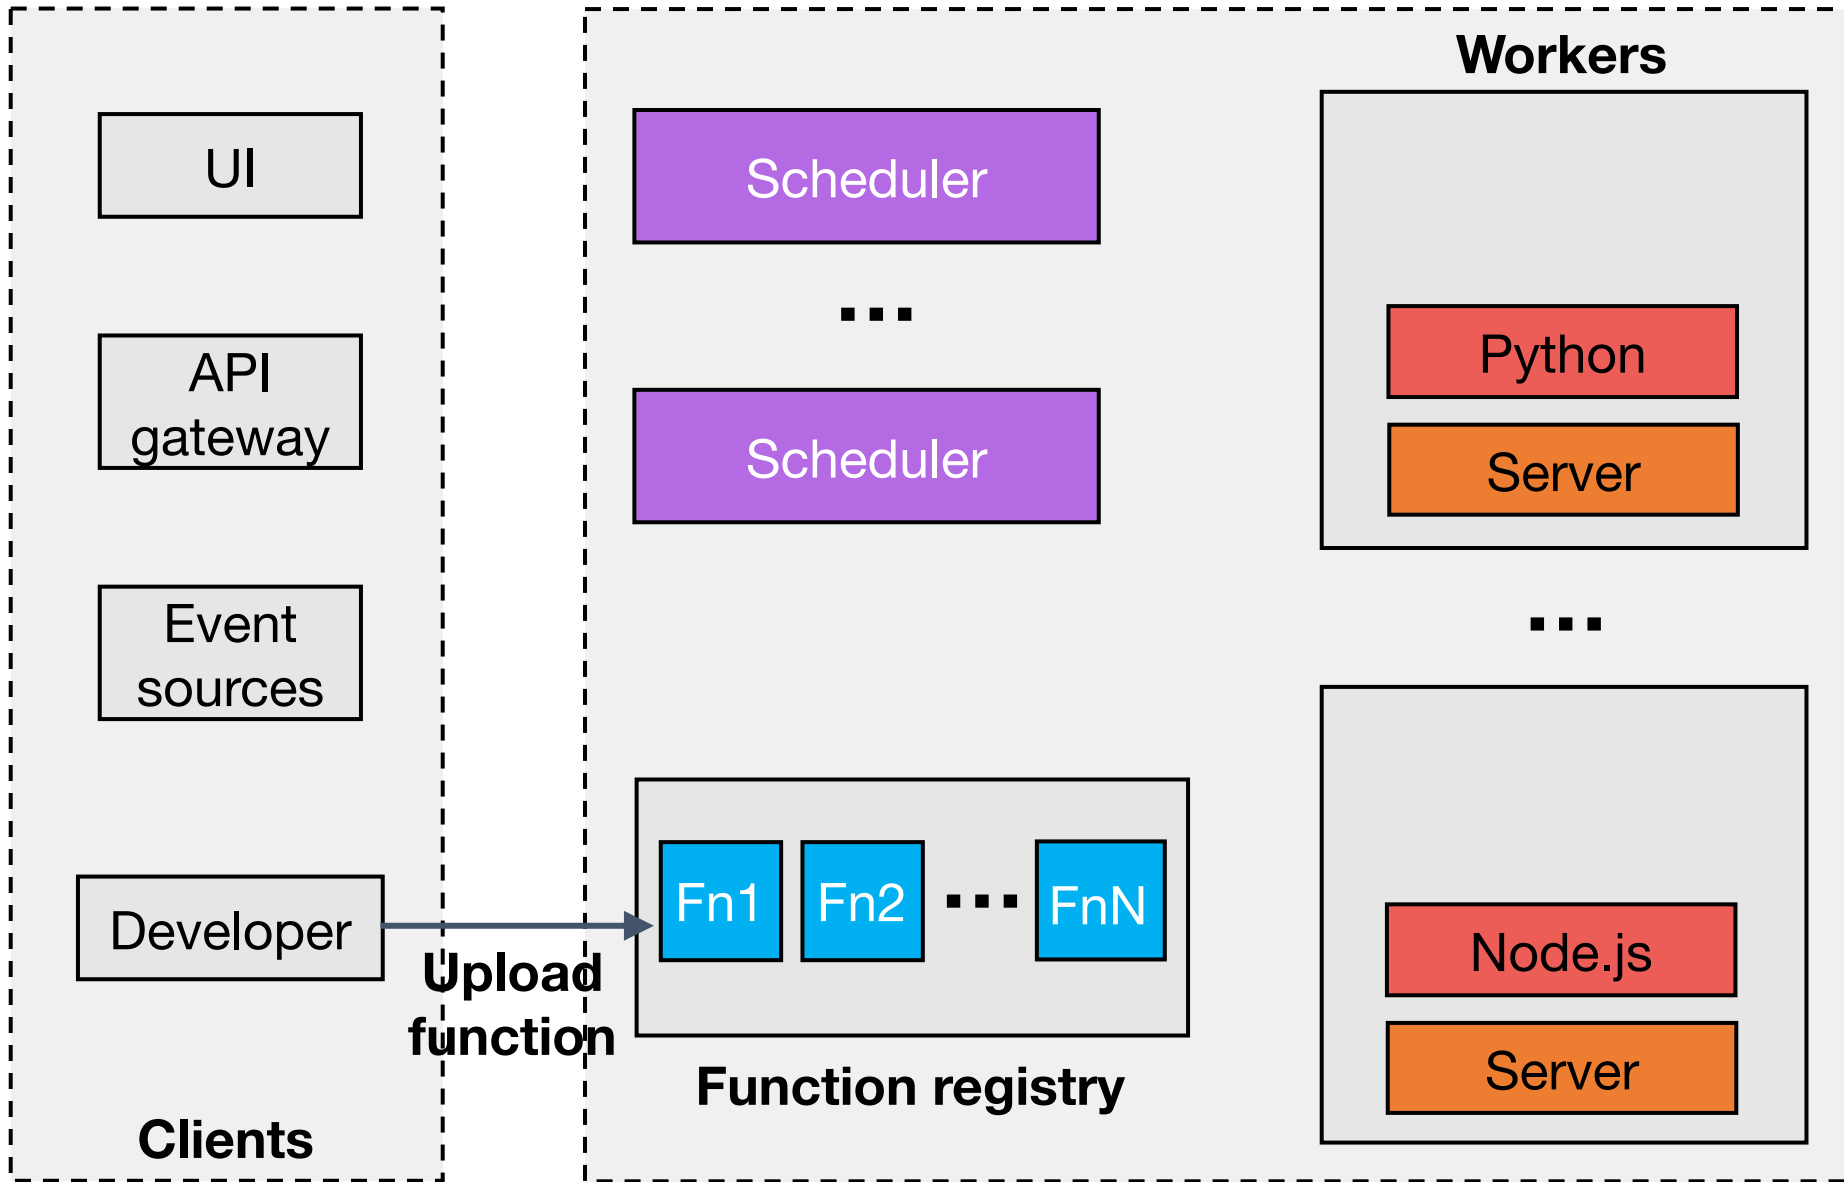 UI
API
gateway
Event
sources
Developer
Clients
Upload
function
Scheduler
...
Scheduler
Fn1 Fn2 ... FnN
Function registry
Workers
Python
Server
...
Node.js
Server